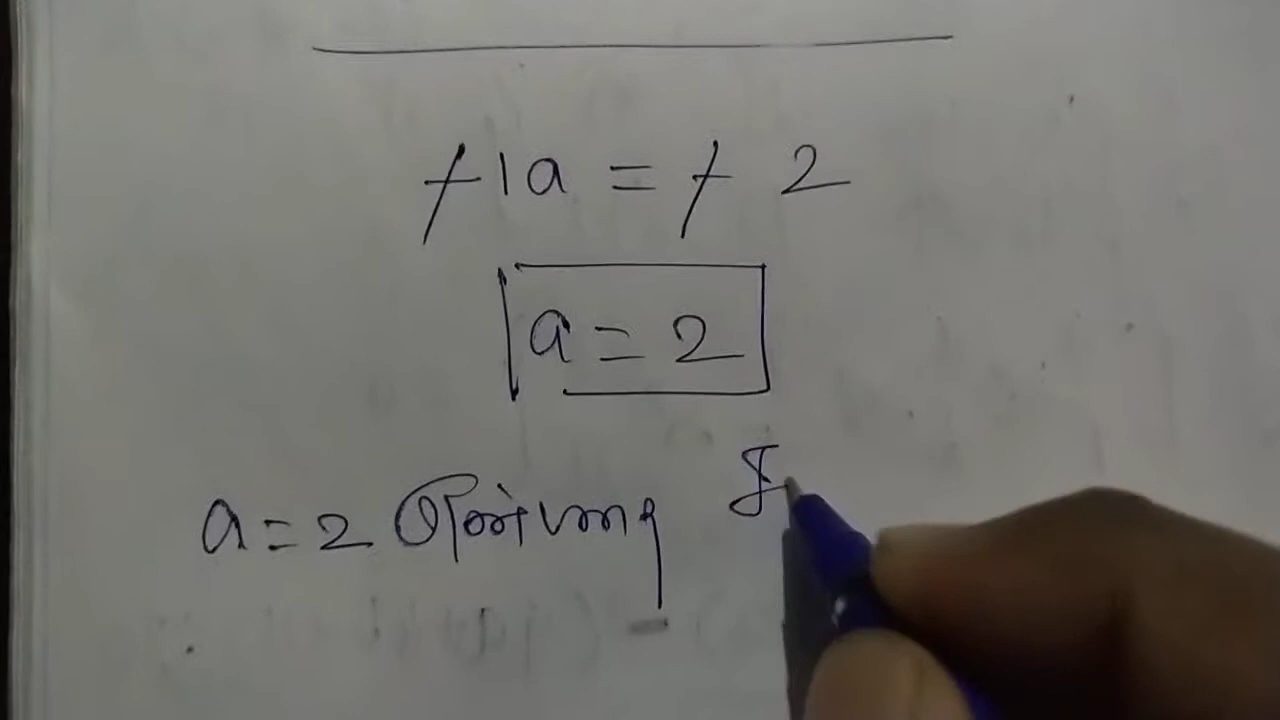 -1a = -2
a = 2
a = 2 என்பது